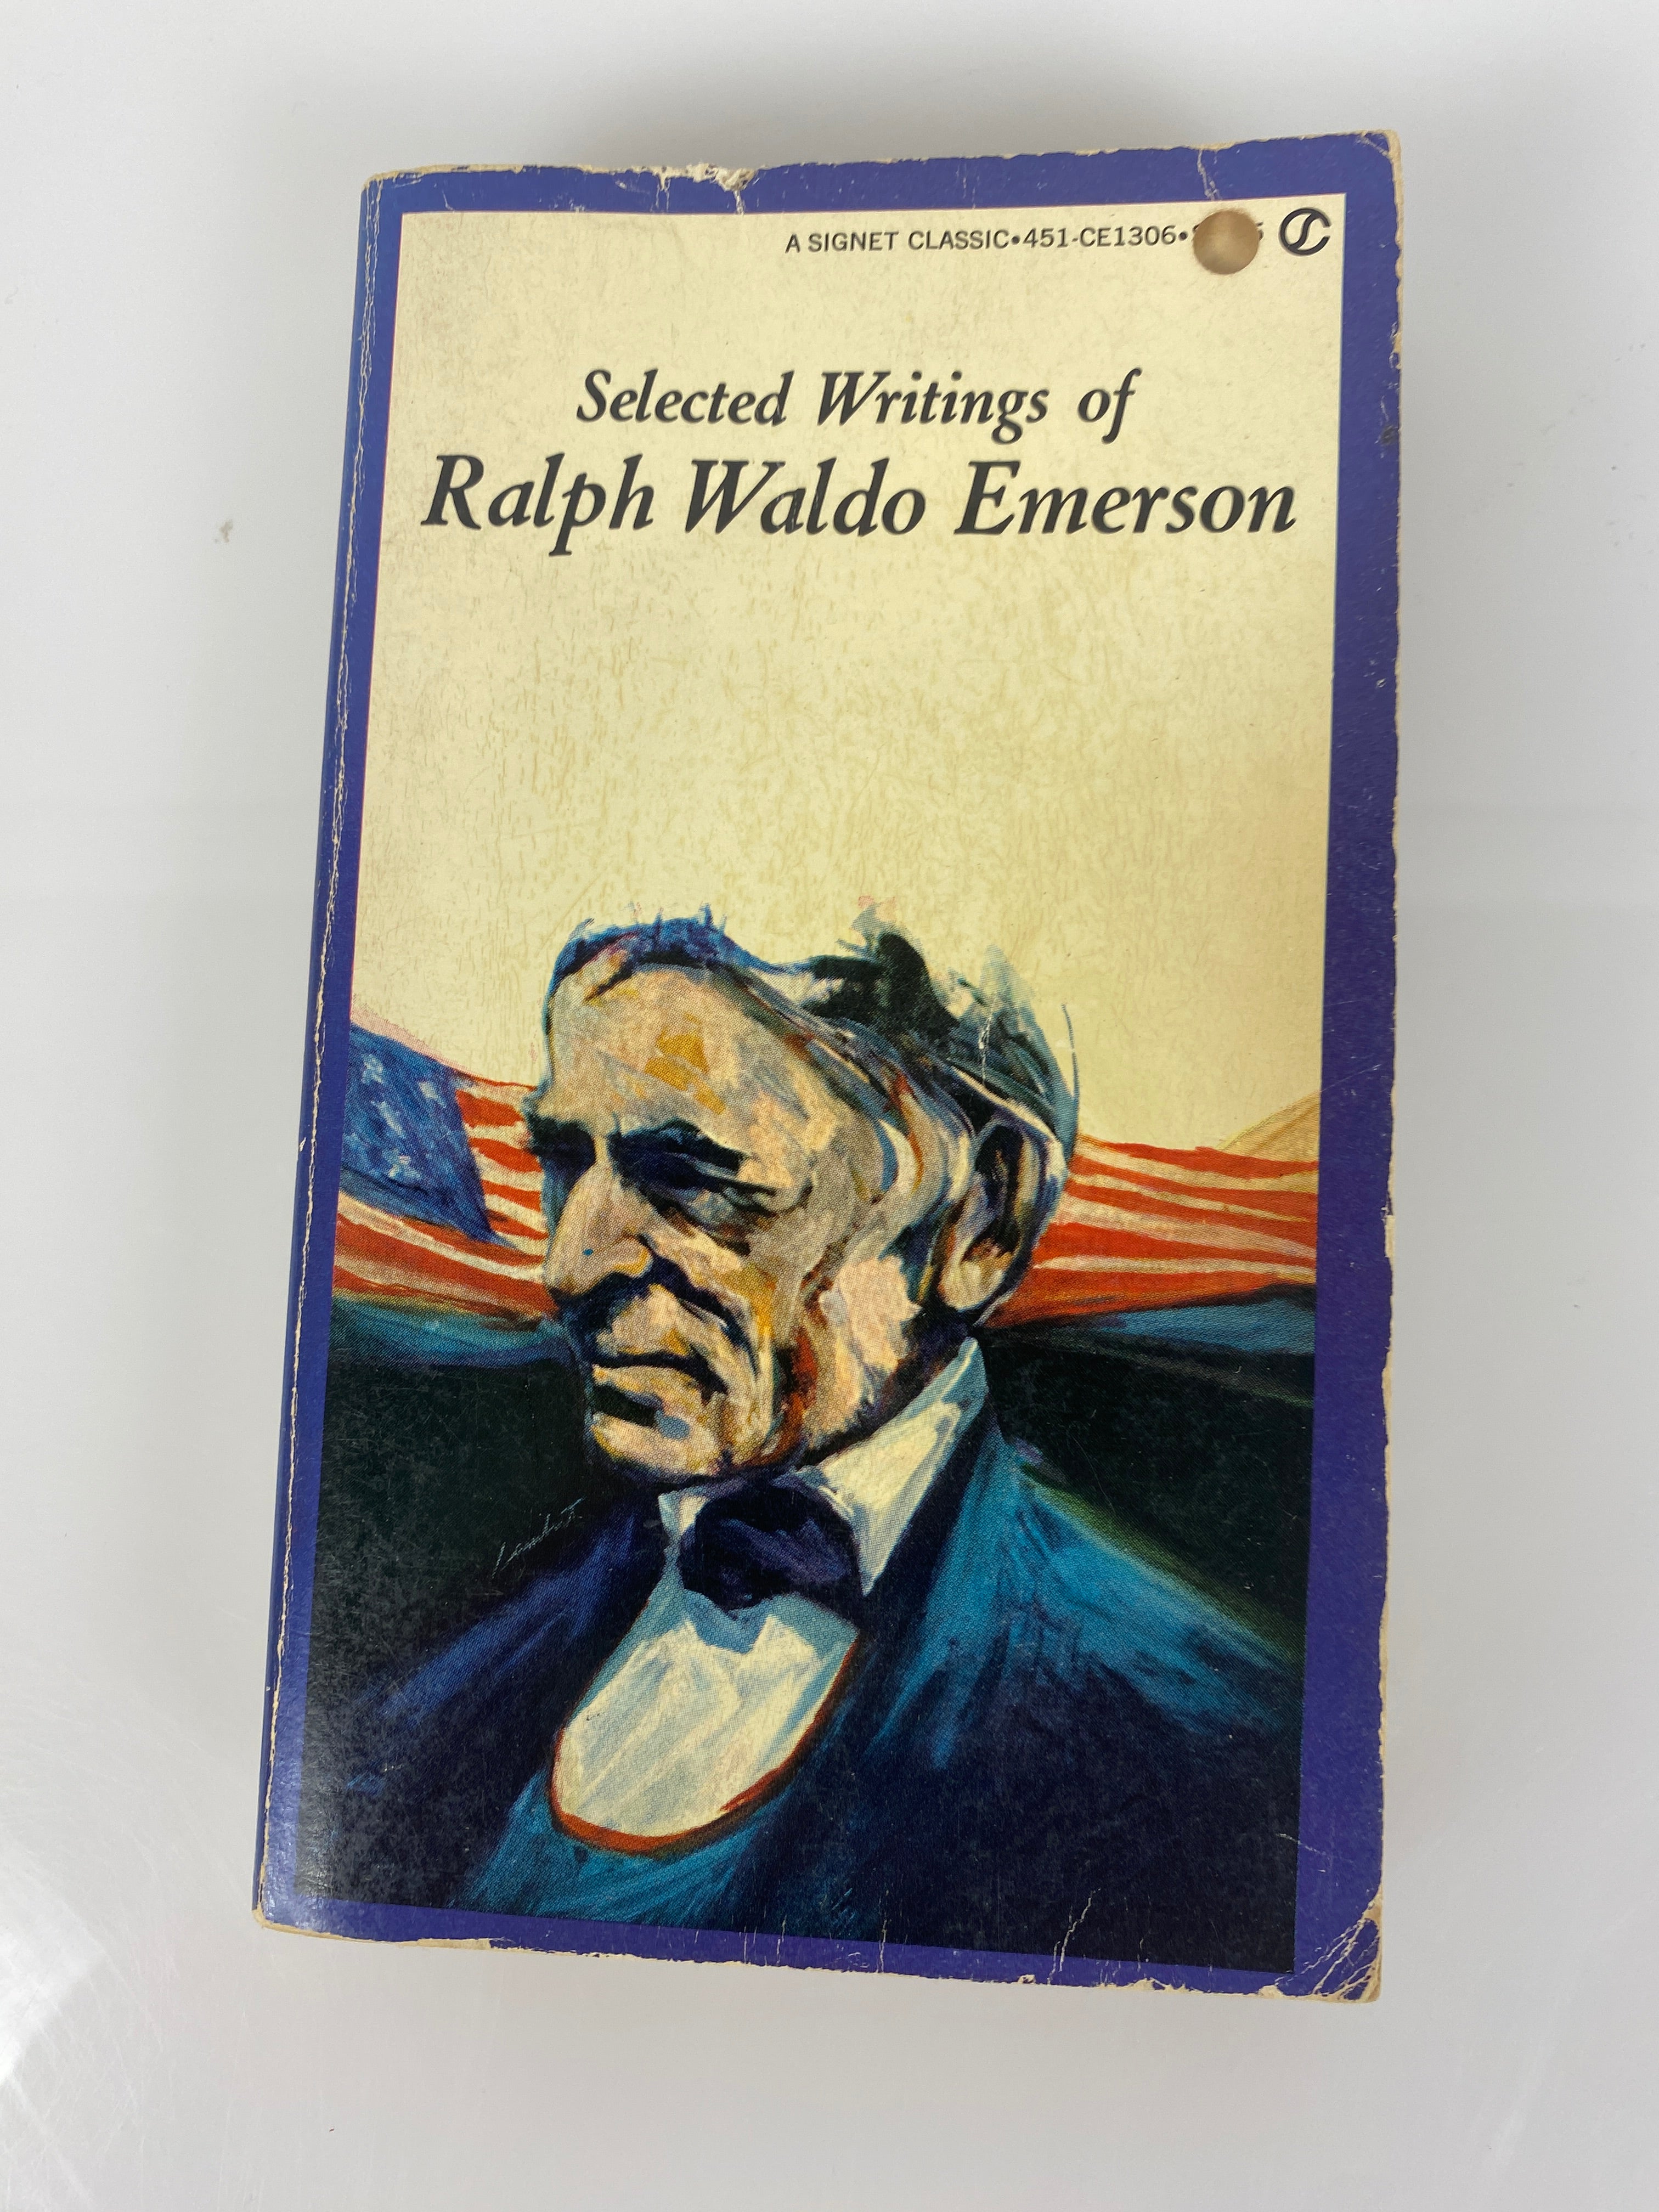 A SIGNET CLASSIC•451-CE1306•
Selected Writings of
Ralph Waldo Emerson